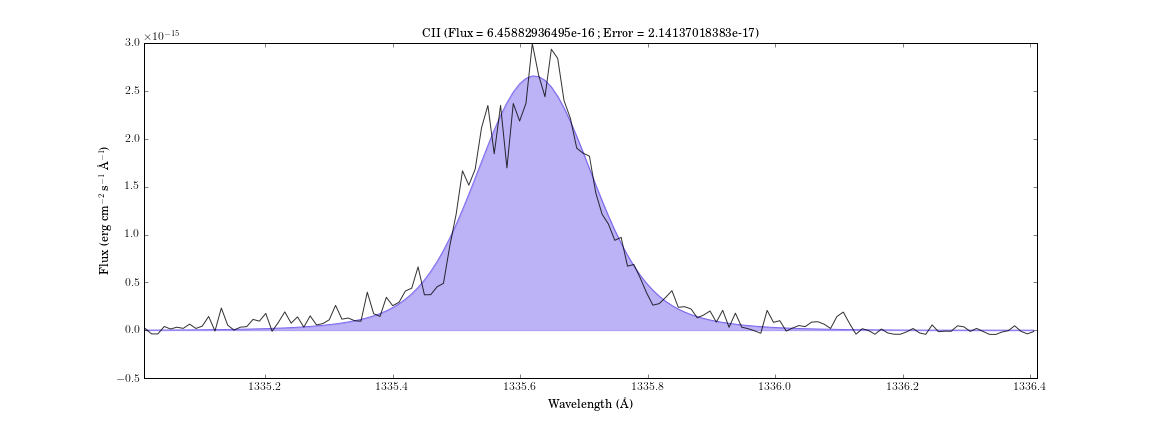 CII (Flux = 6.45882936495e-16 ; Error = 2.14137018383e-17)
×10⁻¹⁵
3.0
2.5
2.0
1.5
1.0
0.5
0.0
−0.5
Flux (erg cm⁻² s⁻¹ Å⁻¹)
1335.2 1335.4 1335.6 1335.8 1336.0 1336.2 1336.4
Wavelength (Å)